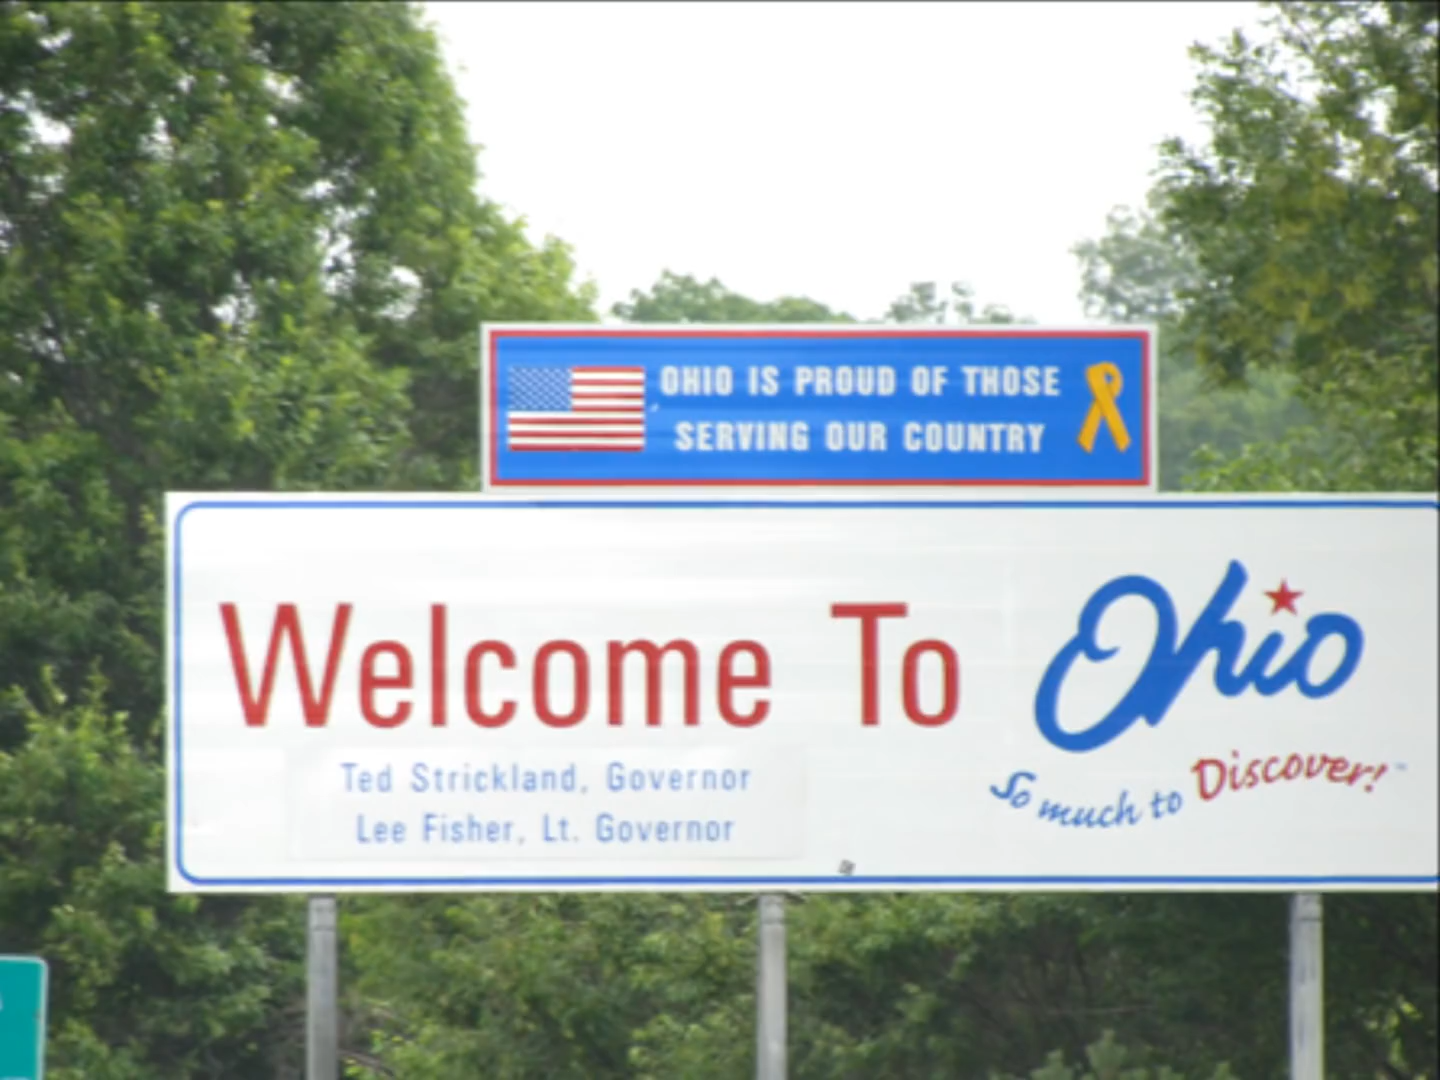 OHIO IS PROUD OF THOSE
SERVING OUR COUNTRY
Welcome To Ohio
So much to Discover!
Ted Strickland, Governor
Lee Fisher, Lt. Governor